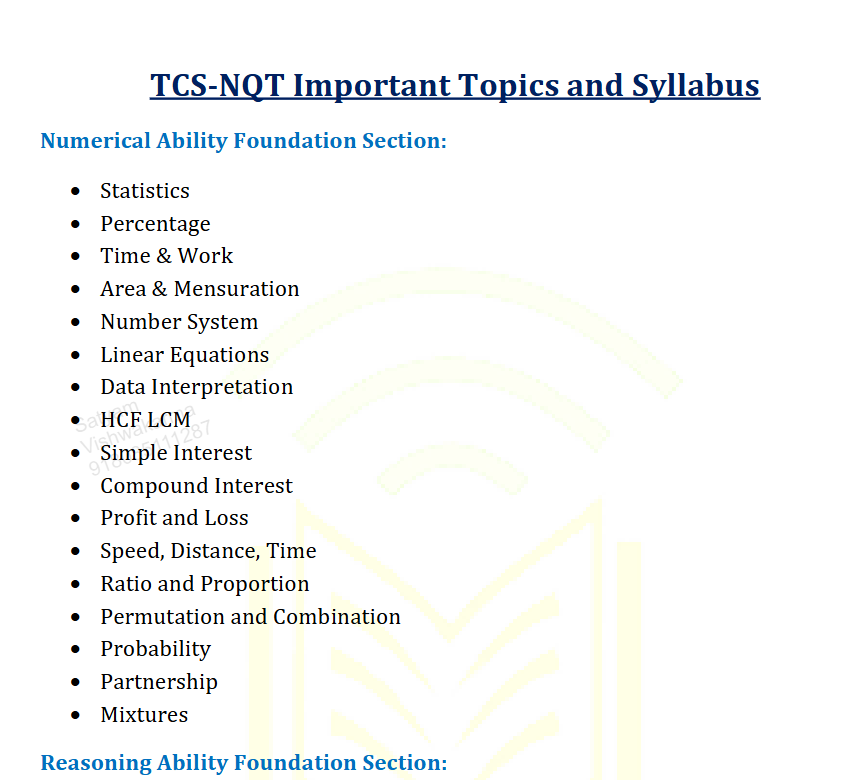 TCS-NQT Important Topics and Syllabus
Numerical Ability Foundation Section:
• Statistics
• Percentage
• Time & Work
• Area & Mensuration
• Number System
• Linear Equations
• Data Interpretation
• HCF LCM
• Simple Interest
• Compound Interest
• Profit and Loss
• Speed, Distance, Time
• Ratio and Proportion
• Permutation and Combination
• Probability
• Partnership
• Mixtures
Reasoning Ability Foundation Section: